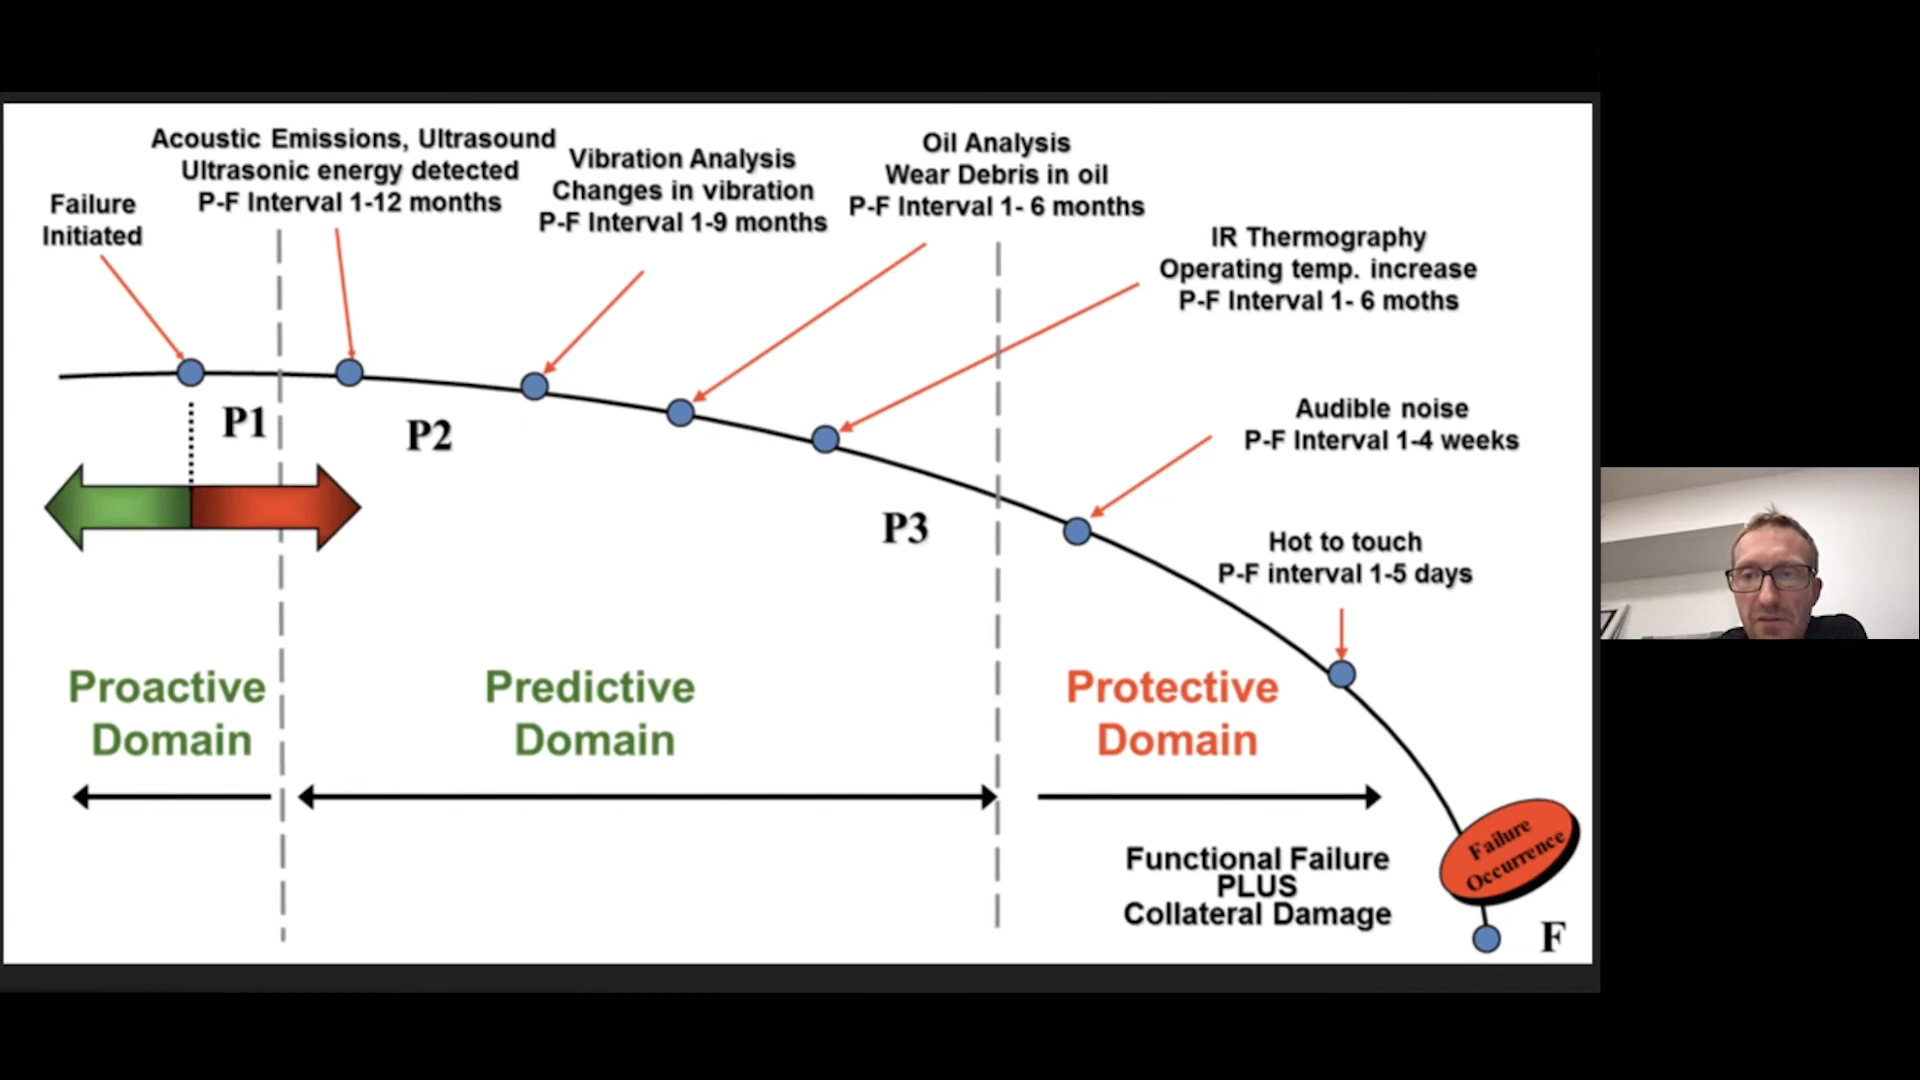 Failure
Initiated
Acoustic Emissions, Ultrasound
Ultrasonic energy detected
P-F Interval 1-12 months
Vibration Analysis
Changes in vibration
P-F Interval 1-9 months
Oil Analysis
Wear Debris in oil
P-F Interval 1- 6 months
IR Thermography
Operating temp. increase
P-F Interval 1- 6 moths
Audible noise
P-F Interval 1-4 weeks
Hot to touch
P-F interval 1-5 days
P1
P2
P3
Proactive
Domain
Predictive
Domain
Protective
Domain
Functional Failure
PLUS
Collateral Damage
Failure
Occurrence
F